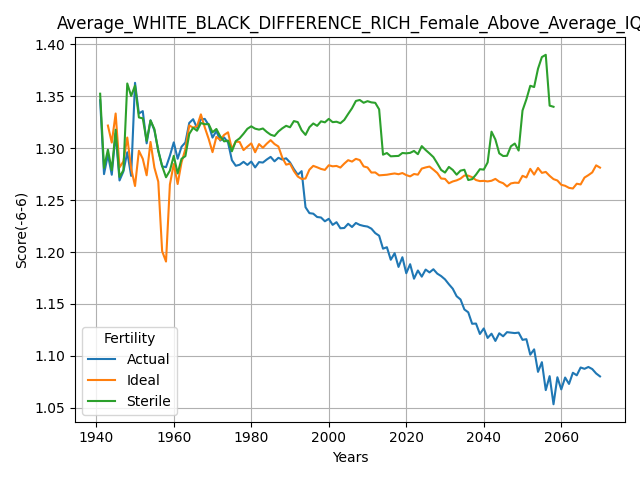 Average_WHITE_BLACK_DIFFERENCE_RICH_Female_Above_Average_IQ
1.40
1.35
1.30
1.25
1.20
1.15
1.10
1.05
Score(-6-6)
Fertility
Actual
Ideal
Sterile
1940 1960 1980 2000 2020 2040 2060
Years